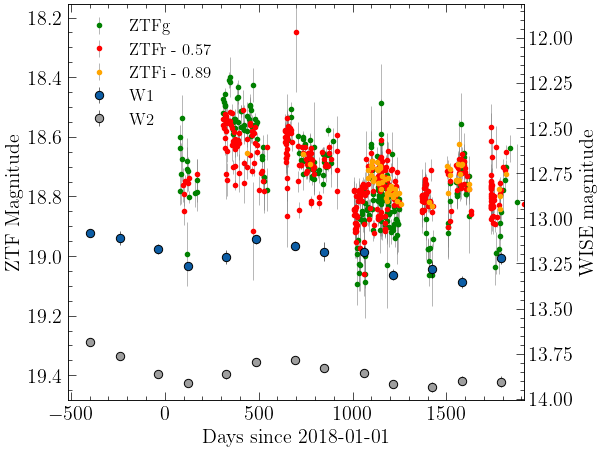 ZTFg
ZTFr - 0.57
ZTFi - 0.89
W1
W2
18.2
18.4
18.6
18.8
19.0
19.2
19.4
ZTF Magnitude
12.00
12.25
12.50
12.75
13.00
13.25
13.50
13.75
14.00
WISE magnitude
−500
0
500
1000
1500
Days since 2018-01-01